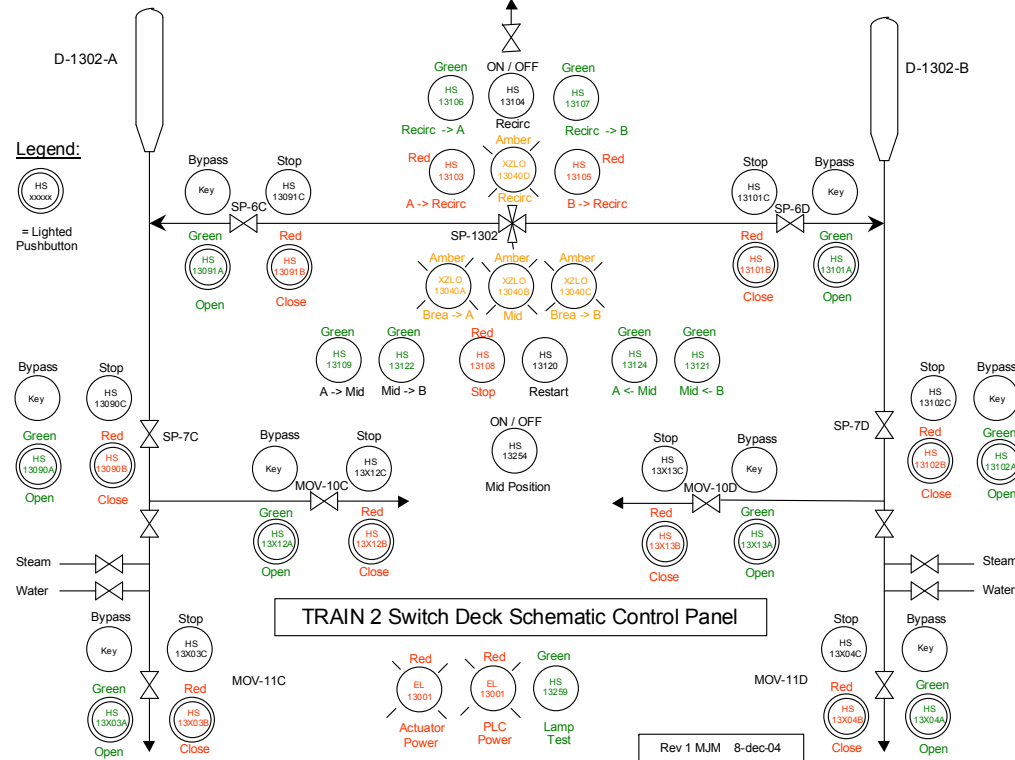 D-1302-A
D-1302-B
Green
ON / OFF
Green
HS
13106
HS
13104
HS
13107
Recirc -> A
Recirc
Recirc -> B
Legend:
HS
xxxxx
= Lighted
Pushbutton
Red
Amber
Red
HS
13103
XZLO
13040D
HS
13105
A -> Recirc
Recirc
B -> Recirc
Bypass
Stop
Key
HS
13091C
SP-6C
SP-1302
Green
Red
HS
13091A
HS
13091B
Open
Close
Stop
Bypass
HS
13101C
Key
SP-6D
Red
Green
HS
13101B
HS
13101A
Close
Open
Amber
Amber
Amber
XZLO
13040A
XZLO
13040B
XZLO
13040C
Brea -> A
Mid
Brea -> B
Green
Green
Red
Green
Green
HS
13109
HS
13122
HS
13108
HS
13120
HS
13124
HS
13121
A -> Mid
Mid -> B
Stop
Restart
A <- Mid
Mid <- B
ON / OFF
HS
13254
Mid Position
Bypass
Stop
Key
HS
13090C
SP-7C
Green
Red
HS
13090A
HS
13090B
Open
Close
Stop
Bypass
HS
13102C
Key
SP-7D
Red
Green
HS
13102B
HS
13102A
Close
Open
Bypass
Stop
Key
HS
13X12C
MOV-10C
Green
Red
HS
13X12A
HS
13X12B
Open
Close
Stop
Bypass
HS
13X13C
Key
MOV-10D
Red
Green
HS
13X13B
HS
13X13A
Close
Open
Steam
Water
Steam
Water
TRAIN 2 Switch Deck Schematic Control Panel
Bypass
Stop
Key
HS
13X03C
MOV-11C
Green
Red
HS
13X03A
HS
13X03B
Open
Close
Red
Red
Green
EL
13001
EL
13001
HS
13259
Actuator
Power
PLC
Power
Lamp
Test
Stop
Bypass
HS
13X04C
Key
MOV-11D
Red
Green
HS
13X04B
HS
13X04A
Close
Open
Rev 1 MJM 8-dec-04